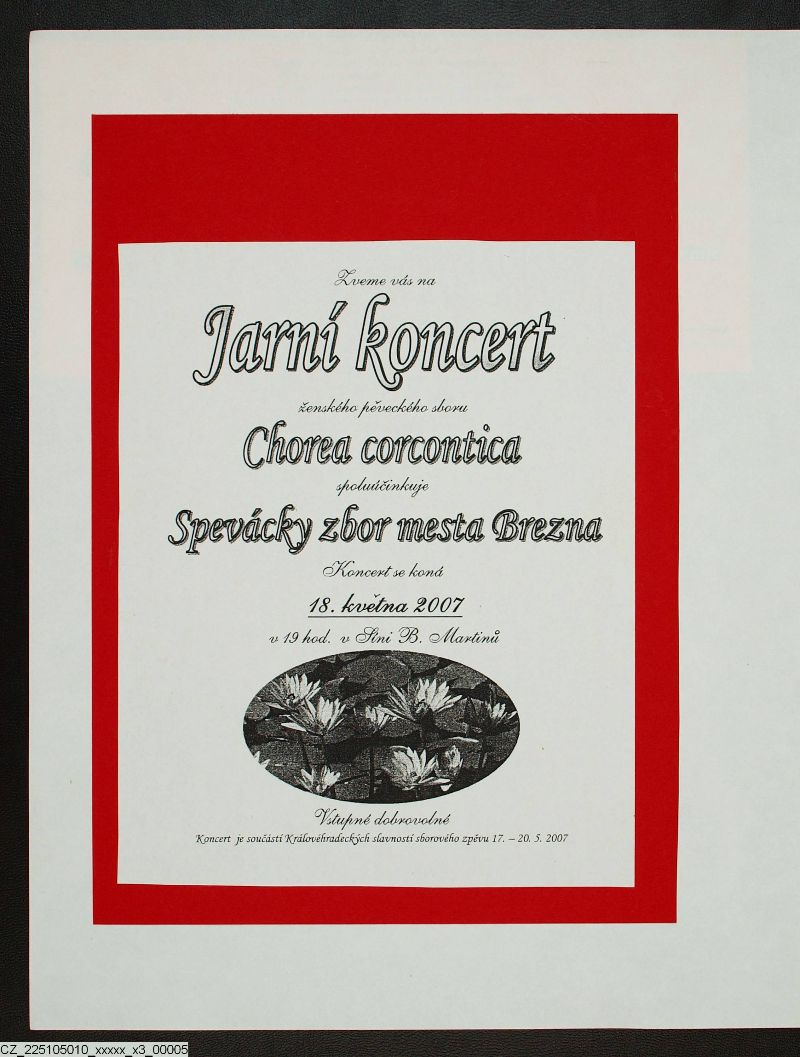 Zveme vás na
Jarní koncert
ženského pěveckého sboru
Chorea corcontica
spoluúčinkuje
Spevácky zbor mesta Brezna
Koncert se koná
18. května 2007
v 19 hod. v Síni B. Martinů
Vstupné dobrovolné
Koncert je součástí Královéhradeckých slavností sborového zpěvu 17. – 20. 5. 2007
CZ_225105010_xxxxx_x3_00005